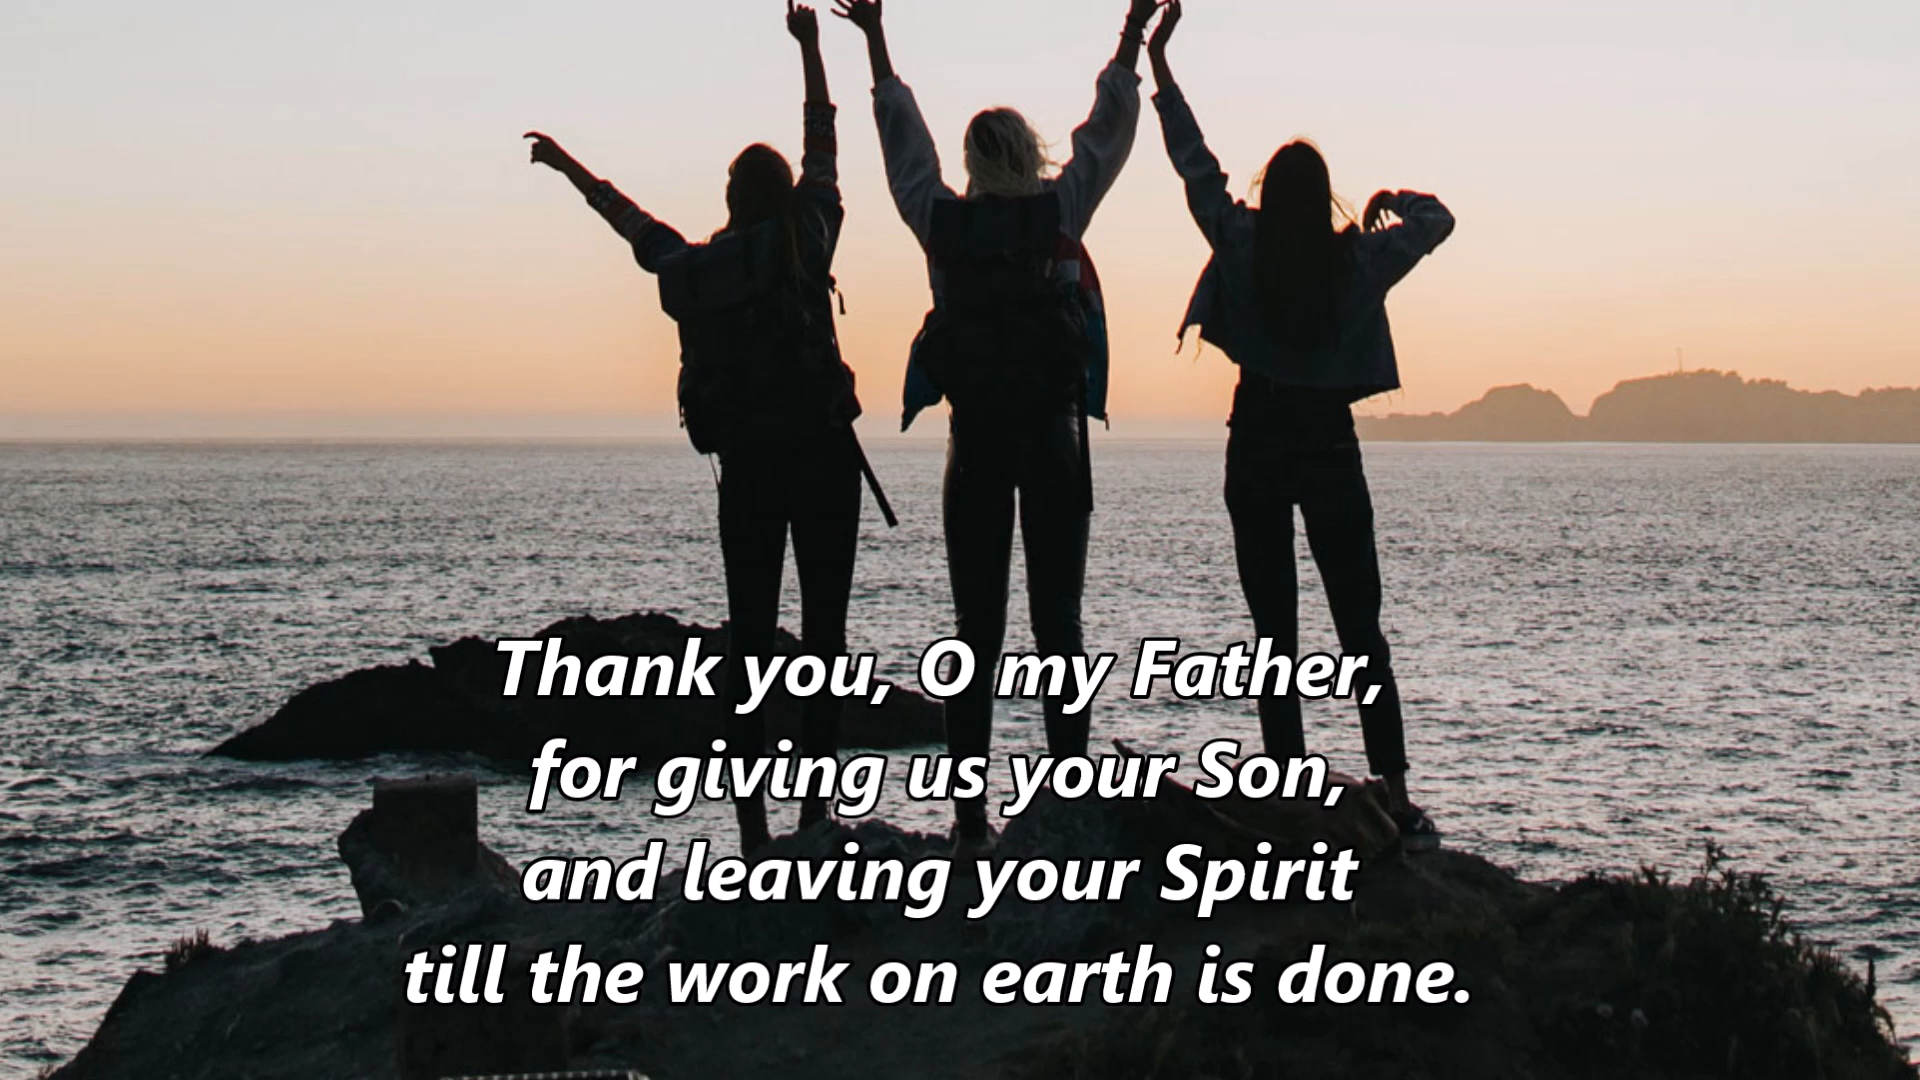 Thank you, O my Father,
for giving us your Son,
and leaving your Spirit
till the work on earth is done.